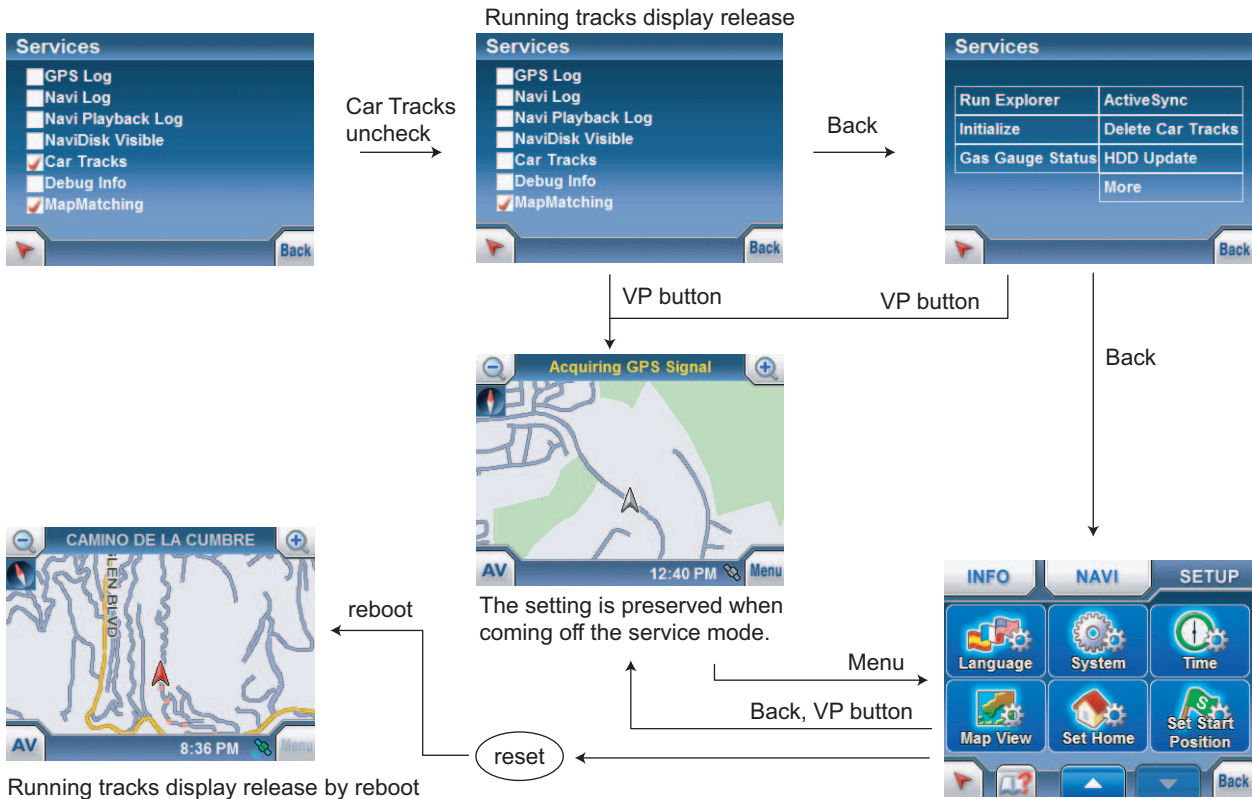 Running tracks display release
Services
GPS Log
Navi Log
Navi Playback Log
NaviDisk Visible
Car Tracks
Debug Info
MapMatching
Back
Car Tracks
uncheck
Services
GPS Log
Navi Log
Navi Playback Log
NaviDisk Visible
Car Tracks
Debug Info
MapMatching
Back
Back
Services
Run Explorer
ActiveSync
Initialize
Delete Car Tracks
Gas Gauge Status
HDD Update
More
Back
VP button
VP button
Back
Acquiring GPS Signal
AV
12:40 PM
Menu
The setting is preserved when
coming off the service mode.
CAMINO DE LA CUMBRE
GLEN BLVD
AV
8:36 PM
Menu
Running tracks display release by reboot
reboot
reset
Menu
Back, VP button
INFO
NAVI
SETUP
Language
System
Time
Map View
Set Home
S
Set Start
Position
?
Back